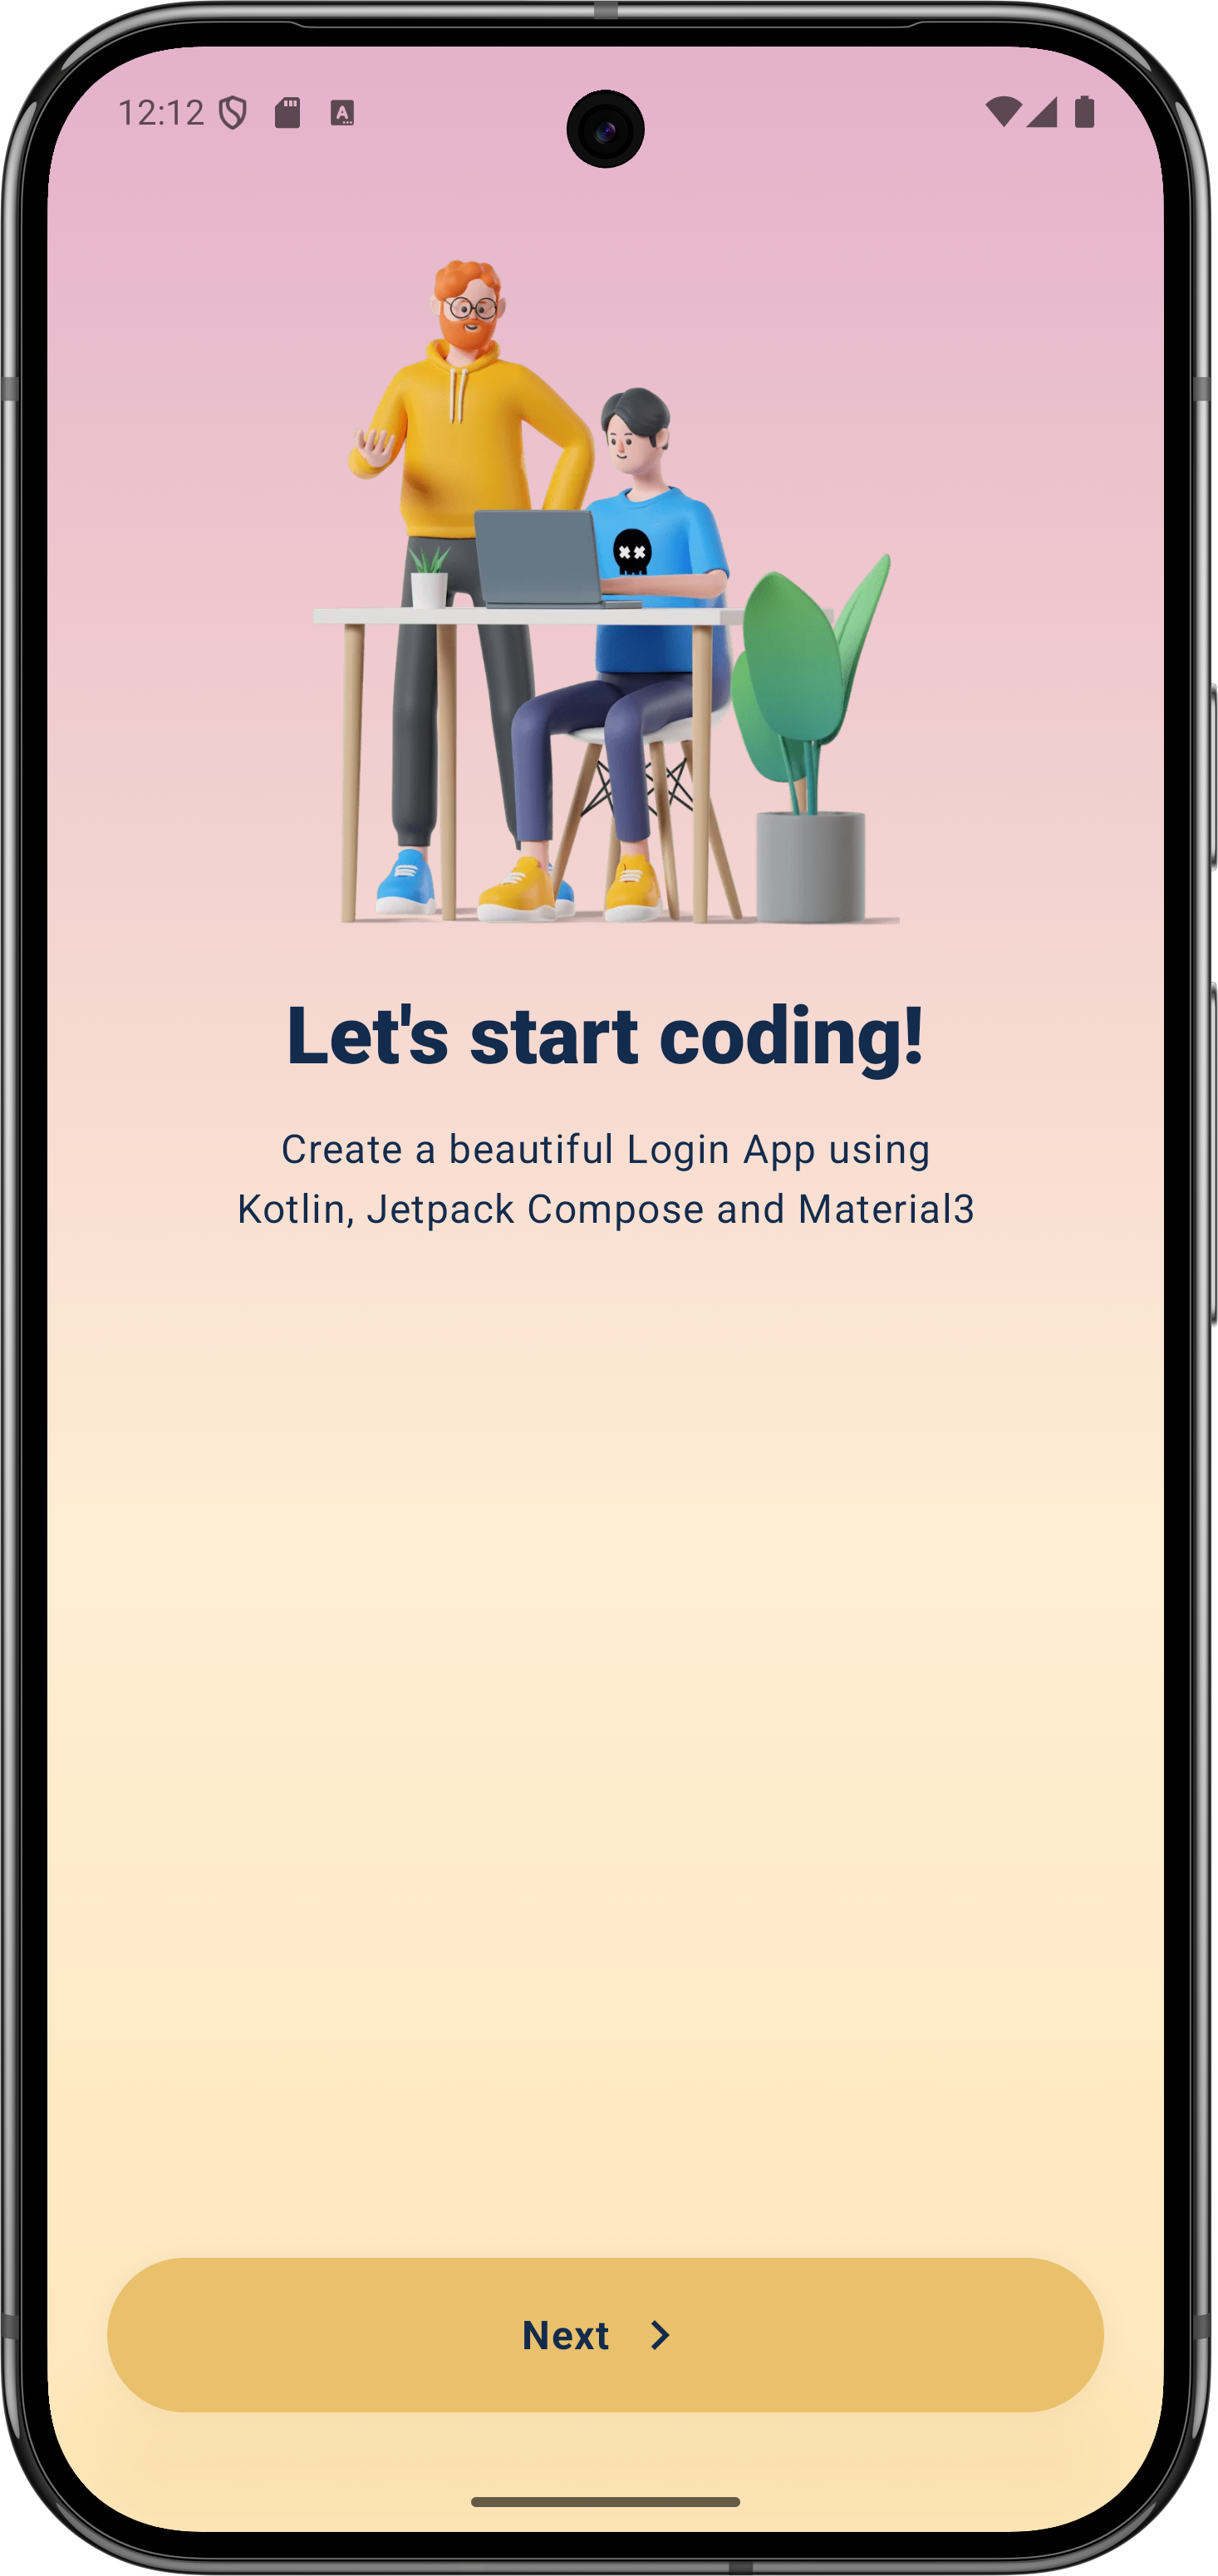 12:12
Let's start coding!
Create a beautiful Login App using
Kotlin, Jetpack Compose and Material3
Next